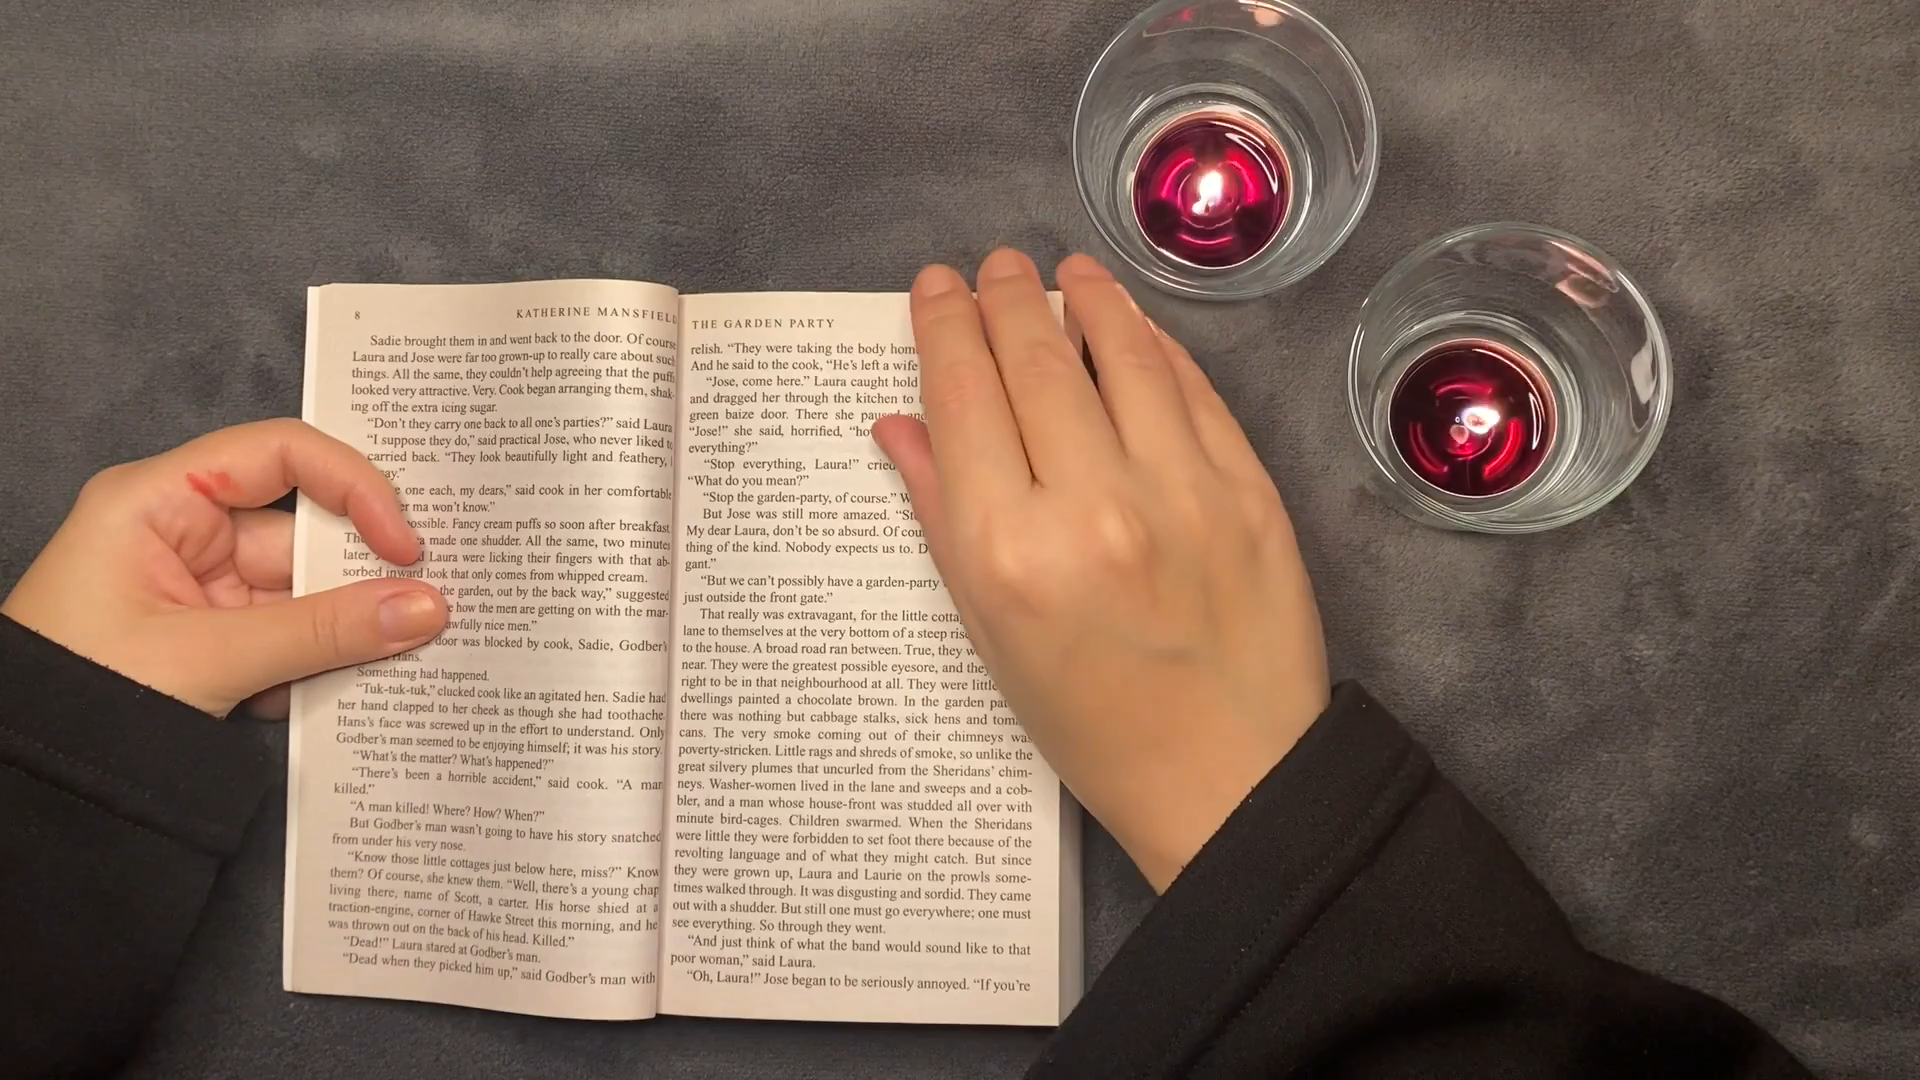 8
KATHERINE MANSFIELD
Sadie brought them in and went back to the door. Of course
Laura and Jose were far too grown-up to really care about such
things. All the same, they couldn't help agreeing that the puffs
looked very attractive. Very. Cook began arranging them, shak-
ing off the extra icing sugar.
“Don't they carry one back to all one's parties?” said Laura
“I suppose they do,” said practical Jose, who never liked to
carried back. “They look beautifully light and feathery, I
say.”
one each, my dears,” said cook in her comfortable
er ma won't know.”
possible. Fancy cream puffs so soon after breakfast.
made one shudder. All the same, two minutes
later Laura were licking their fingers with that ab-
sorbed inward look that only comes from whipped cream.
the garden, out by the back way,” suggested
how the men are getting on with the mar-
awfully nice men.”
door was blocked by cook, Sadie, Godber's
Hans.
Something had happened.
“Tuk-tuk-tuk,” clucked cook like an agitated hen. Sadie had
her hand clapped to her cheek as though she had toothache.
Hans's face was screwed up in the effort to understand. Only
Godber's man seemed to be enjoying himself; it was his story.
“What's the matter? What's happened?”
“There's been a horrible accident,” said cook. “A man
killed.”
“A man killed! Where? How? When?”
But Godber's man wasn't going to have his story snatched
from under his very nose.
“Know those little cottages just below here, miss?” Know
them? Of course, she knew them. “Well, there's a young chap
living there, name of Scott, a carter. His horse shied at a
traction-engine, corner of Hawke Street this morning, and he
was thrown out on the back of his head. Killed.”
“Dead!” Laura stared at Godber's man.
“Dead when they picked him up,” said Godber's man with
THE GARDEN PARTY
relish. “They were taking the body home
And he said to the cook, “He's left a wife
“Jose, come here.” Laura caught hold
and dragged her through the kitchen to
green baize door. There she paused and
“Jose!” she said, horrified, “how
everything?”
“Stop everything, Laura!” cried
“What do you mean?”
“Stop the garden-party, of course.”
But Jose was still more amazed.
My dear Laura, don't be so absurd. Of
thing of the kind. Nobody expects us to.
gant.”
“But we can't possibly have a garden-party
just outside the front gate.”
That really was extravagant, for the little
lane to themselves at the very bottom of a steep rise
to the house. A broad road ran between. True, they
near. They were the greatest possible eyesore, and they
right to be in that neighbourhood at all. They were little
dwellings painted a chocolate brown. In the garden
there was nothing but cabbage stalks, sick hens and
cans. The very smoke coming out of their chimneys was
poverty-stricken. Little rags and shreds of smoke, so unlike the
great silvery plumes that uncurled from the Sheridans' chim-
neys. Washer-women lived in the lane and sweeps and a cob-
bler, and a man whose house-front was studded all over with
minute bird-cages. Children swarmed. When the Sheridans
were little they were forbidden to set foot there because of the
revolting language and of what they might catch. But since
they were grown up, Laura and Laurie on the prowls some-
times walked through. It was disgusting and sordid. They came
out with a shudder. But still one must go everywhere; one must
see everything. So through they went.
“And just think of what the band would sound like to that
poor woman,” said Laura.
“Oh, Laura!” Jose began to be seriously annoyed. “If you're